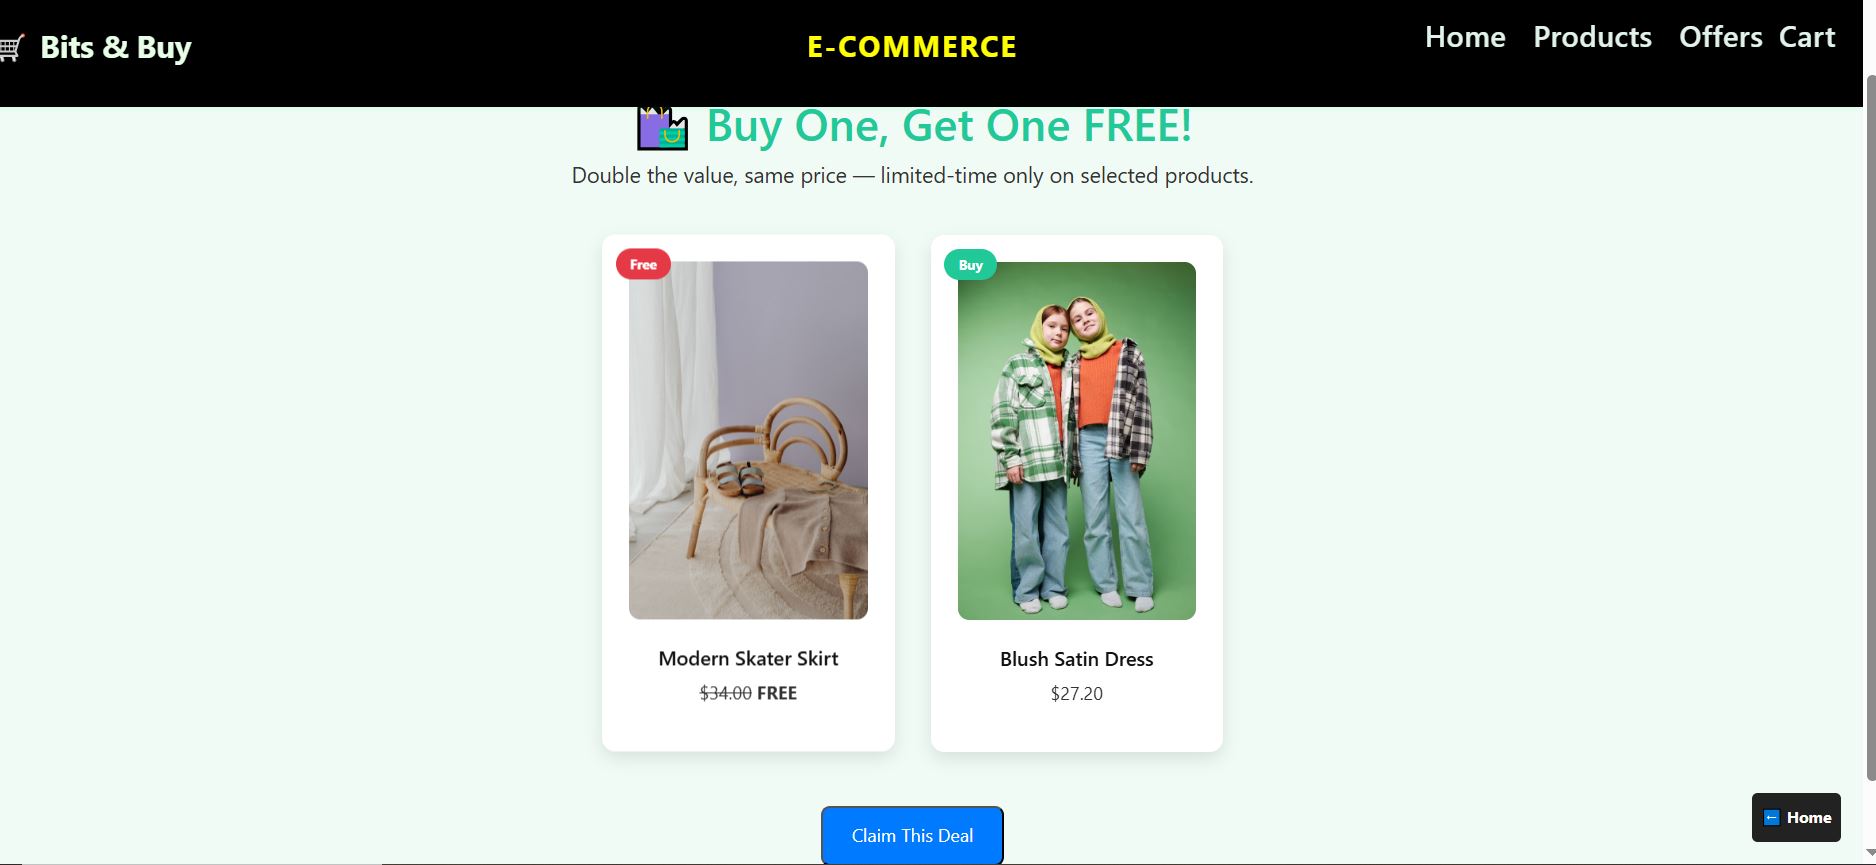 Bits & Buy
E-COMMERCE
Home Products Offers Cart
Buy One, Get One FREE!
Double the value, same price — limited-time only on selected products.
Free
Modern Skater Skirt
$34.00 FREE
Buy
Blush Satin Dress
$27.20
Claim This Deal
← Home